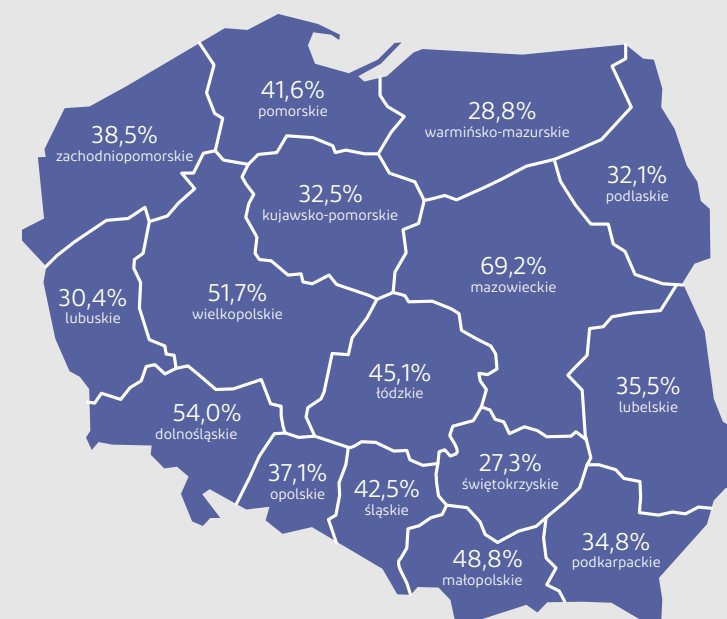 41,6%
pomorskie
28,8%
warmińsko-mazurskie
38,5%
zachodniopomorskie
32,1%
podlaskie
32,5%
kujawsko-pomorskie
69,2%
mazowieckie
51,7%
wielkopolskie
30,4%
lubuskie
45,1%
łódzkie
35,5%
lubelskie
54,0%
dolnośląskie
27,3%
świętokrzyskie
37,1%
opolskie
42,5%
śląskie
34,8%
podkarpackie
48,8%
małopolskie